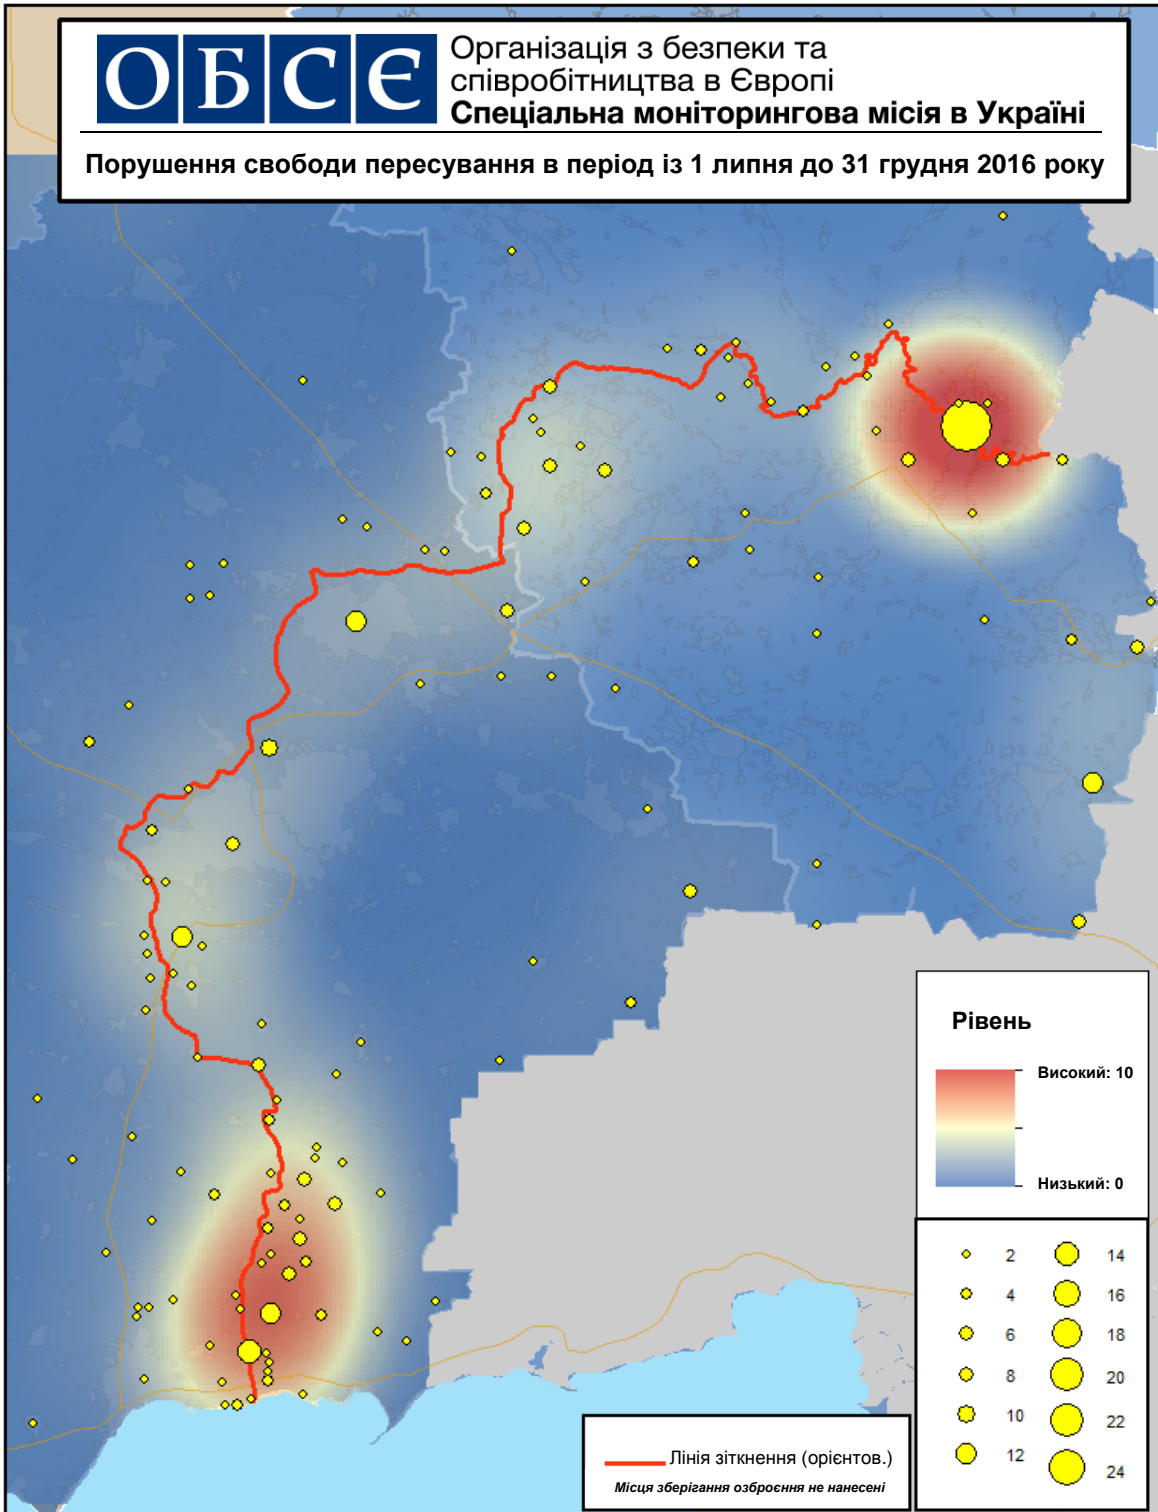 ОБСЄ
Організація з безпеки та
співробітництва в Європі
Спеціальна моніторингова місія в Україні
Порушення свободи пересування в період із 1 липня до 31 грудня 2016 року
Рівень
Високий: 10
Низький: 0
2 14
4 16
6 18
8 20
10 22
12 24
Лінія зіткнення (орієнтов.)
Місця зберігання озброєння не нанесені